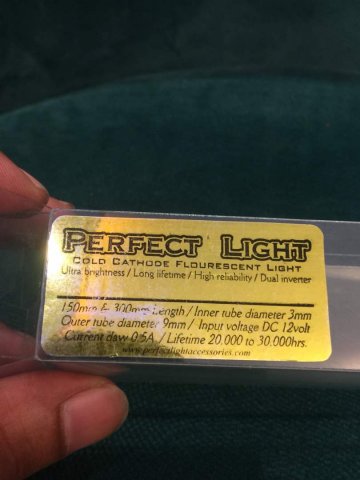 PERFECT LIGHT
COLD CATHODE FLOURESCENT LIGHT
Ultra brightness / Long lifetime / High reliability / Dual inverter
150mm & 300mm Length / Inner tube diameter 3mm
Outer tube diameter 9mm / Input voltage DC 12volt
Current daw 0.5A / Lifetime 20.000 to 30.000hrs.
www.perfectlightaccessories.com